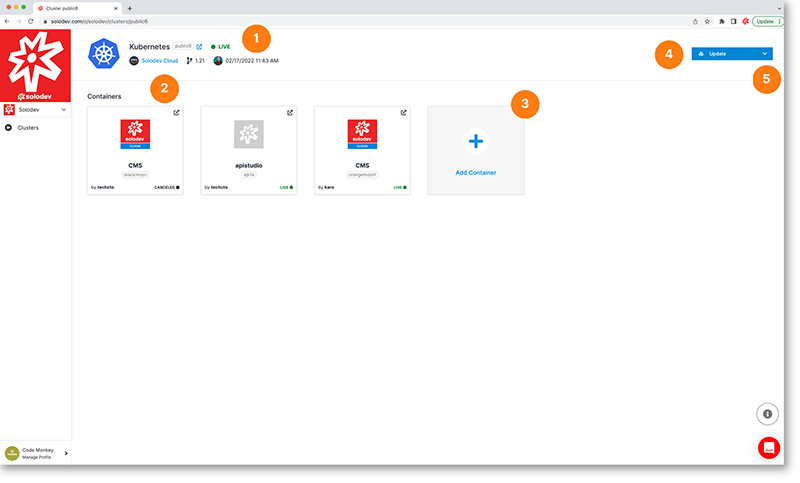 Cluster public6
solodev.com/o/solodev/clusters/public6
Update
solodev
Solodev
Clusters
Kubernetes public6 LIVE
Solodev Cloud 1.21 02/17/2022 11:43 AM
1
4
Update
5
Containers
2
3
solodev
CLOUD
CMS
blackmoon
by techcto CANCELED
apistudio
by techcto LIVE
solodev
CLOUD
CMS
orangemoon1
by kare LIVE
Add Container
Code Monkey
Manage Profile